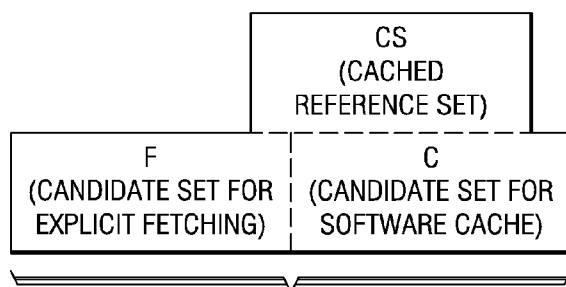 CS
(CACHED
REFERENCE SET)
F
(CANDIDATE SET FOR
EXPLICIT FETCHING)
C
(CANDIDATE SET FOR
SOFTWARE CACHE)